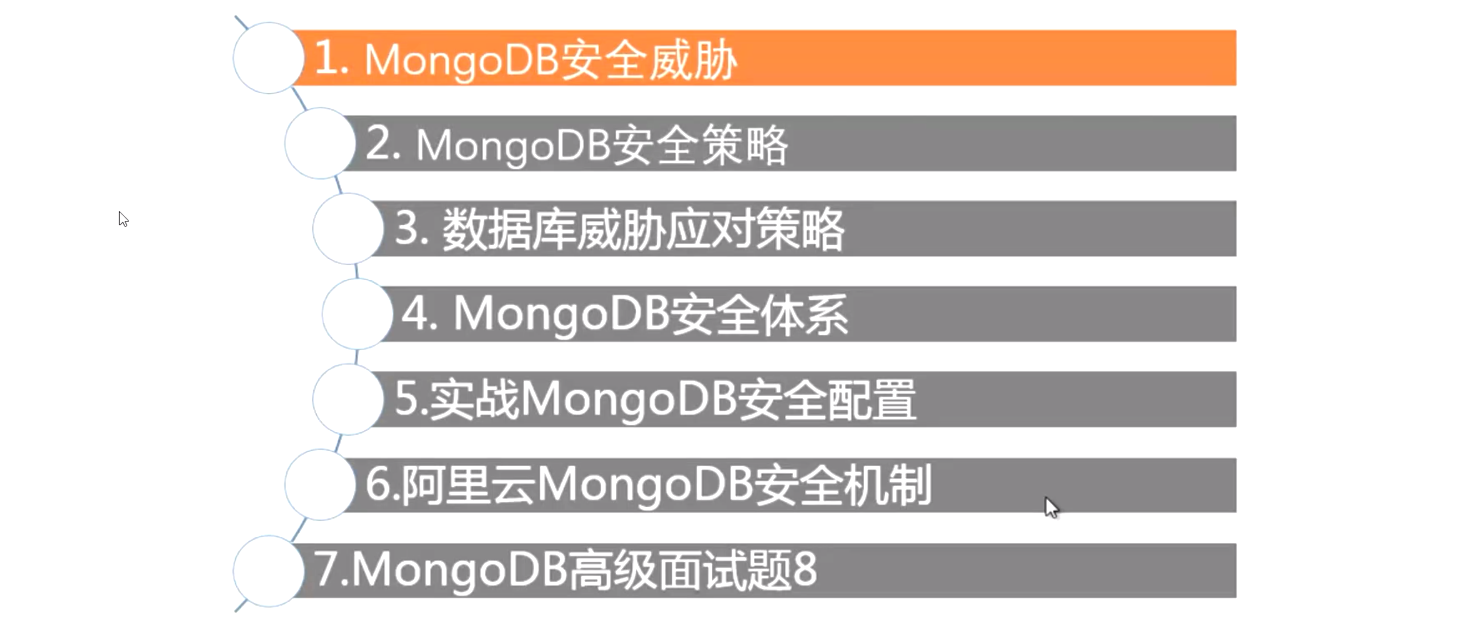 1. MongoDB安全威胁
2. MongoDB安全策略
3. 数据库威胁应对策略
4. MongoDB安全体系
5.实战MongoDB安全配置
6.阿里云MongoDB安全机制
7.MongoDB高级面试题8